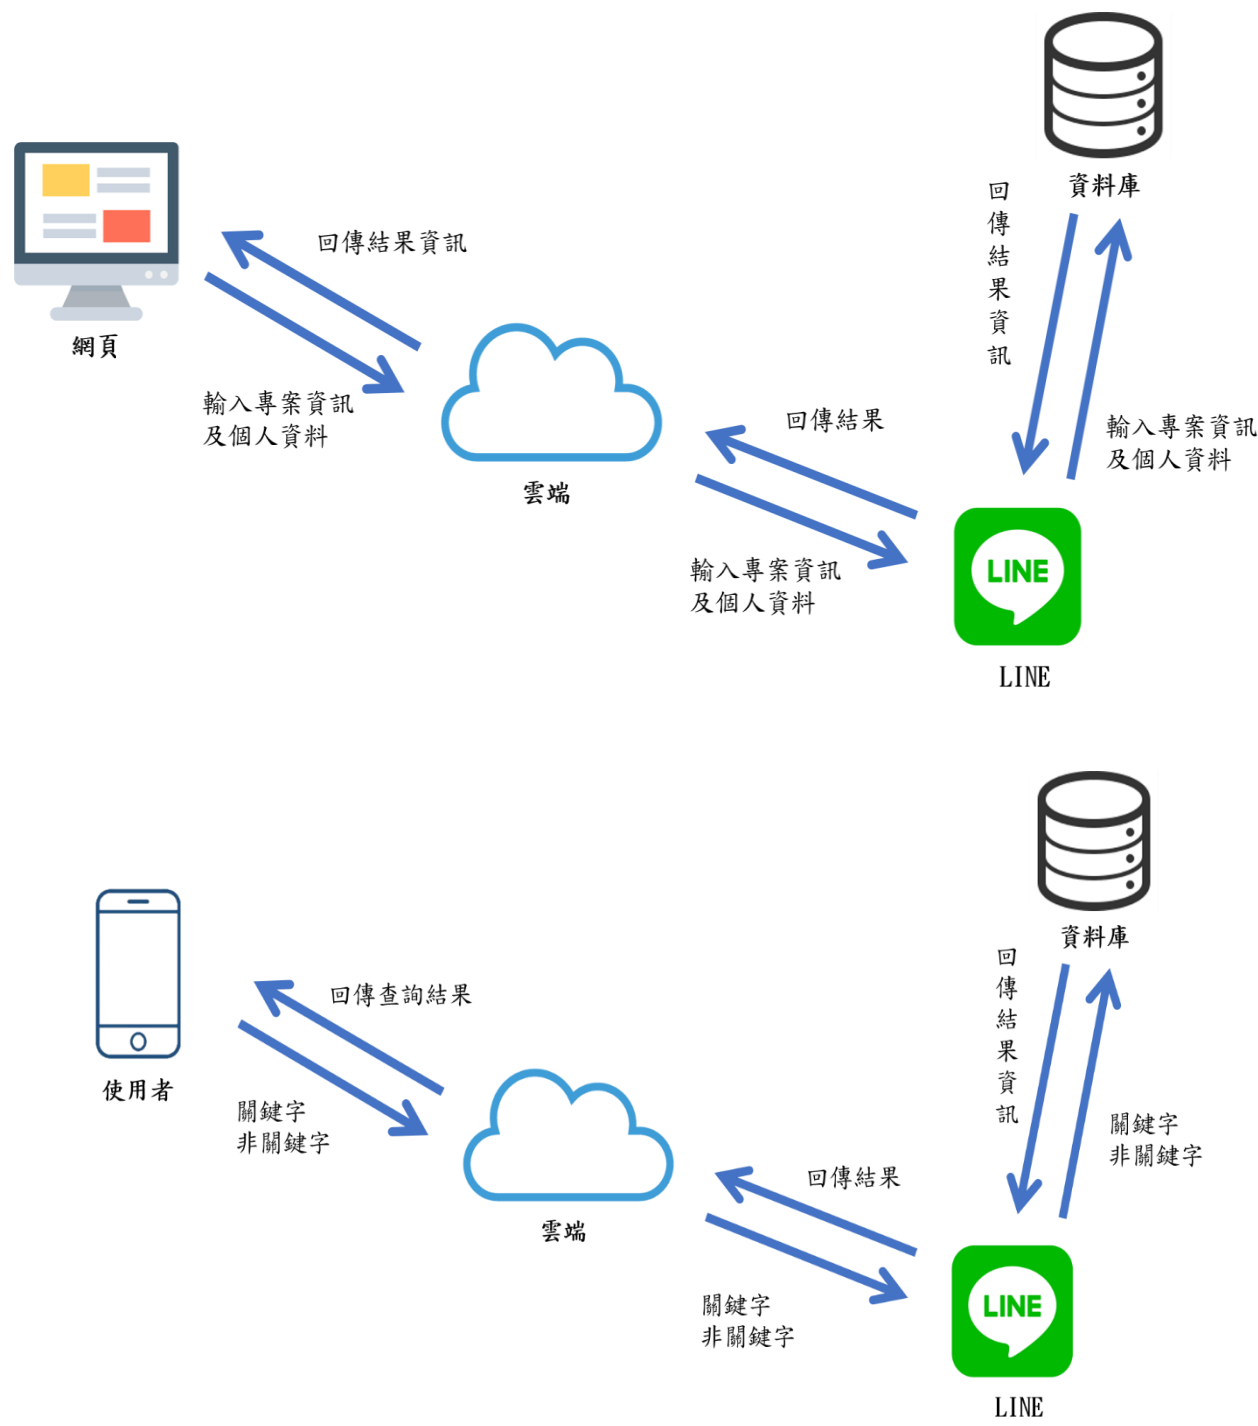 資料庫
回傳結果資訊
回傳結果資訊
網頁
輸入專案資訊
及個人資料
回傳結果
輸入專案資訊
及個人資料
雲端
輸入專案資訊
及個人資料
LINE
LINE
資料庫
回傳結果資訊
回傳查詢結果
使用者
關鍵字
非關鍵字
關鍵字
非關鍵字
回傳結果
雲端
關鍵字
非關鍵字
LINE
LINE